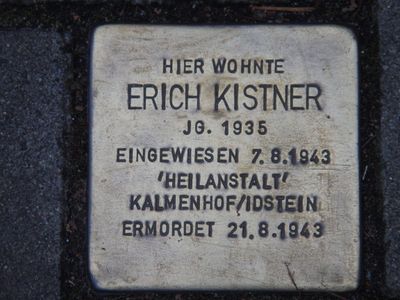 HIER WOHNTE
ERICH KISTNER
JG. 1935
EINGEWIESEN 7.8.1943
'HEILANSTALT'
KALMENHOF/IDSTEIN
ERMORDET 21.8.1943